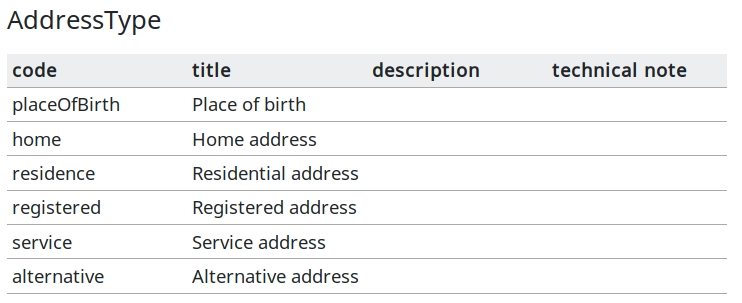 AddressType
code title description technical note
placeOfBirth Place of birth
home Home address
residence Residential address
registered Registered address
service Service address
alternative Alternative address